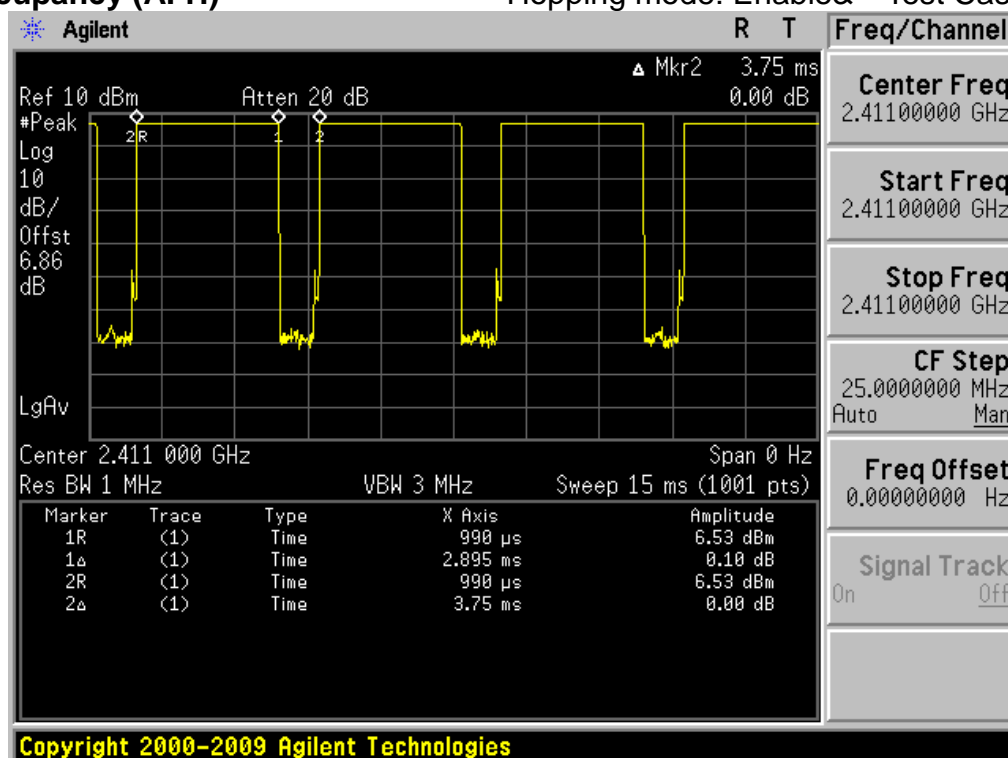 Hopping mode: Enable&
Agilent R T Freq/Channel
Δ Mkr2 3.75 ms
Ref 10 dBm Atten 20 dB 0.00 dB
#Peak
Log
10
dB/
Offst
6.86
dB
LgAv
2R 1 2
Center 2.411 000 GHz Span 0 Hz
Res BW 1 MHz VBW 3 MHz Sweep 15 ms (1001 pts)
Marker Trace Type X Axis Amplitude
1R (1) Time 990 µs 6.53 dBm
1Δ (1) Time 2.895 ms 0.10 dB
2R (1) Time 990 µs 6.53 dBm
2Δ (1) Time 3.75 ms 0.00 dB
Center Freq
2.41100000 GHz
Start Freq
2.41100000 GHz
Stop Freq
2.41100000 GHz
CF Step
25.0000000 MHz
Auto Man
Freq Offset
0.00000000 Hz
Signal Track
On Off
Copyright 2000-2009 Agilent Technologies